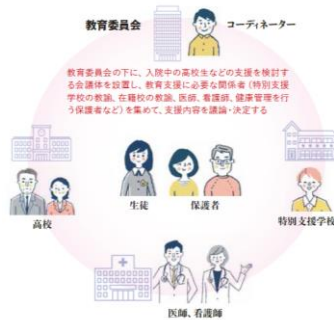 教育委員会
コーディネーター
教育委員会の下に、入院中の高校生などの支援を検討す
る会議体を設置し、教育支援に必要な関係者(特別支援
学校の教諭、在籍校の教諭、医師、看護師、健康管理を行
う保護者など)を集めて、支援内容を議論・決定する
高校
生徒
保護者
特別支援学校
医師、看護師